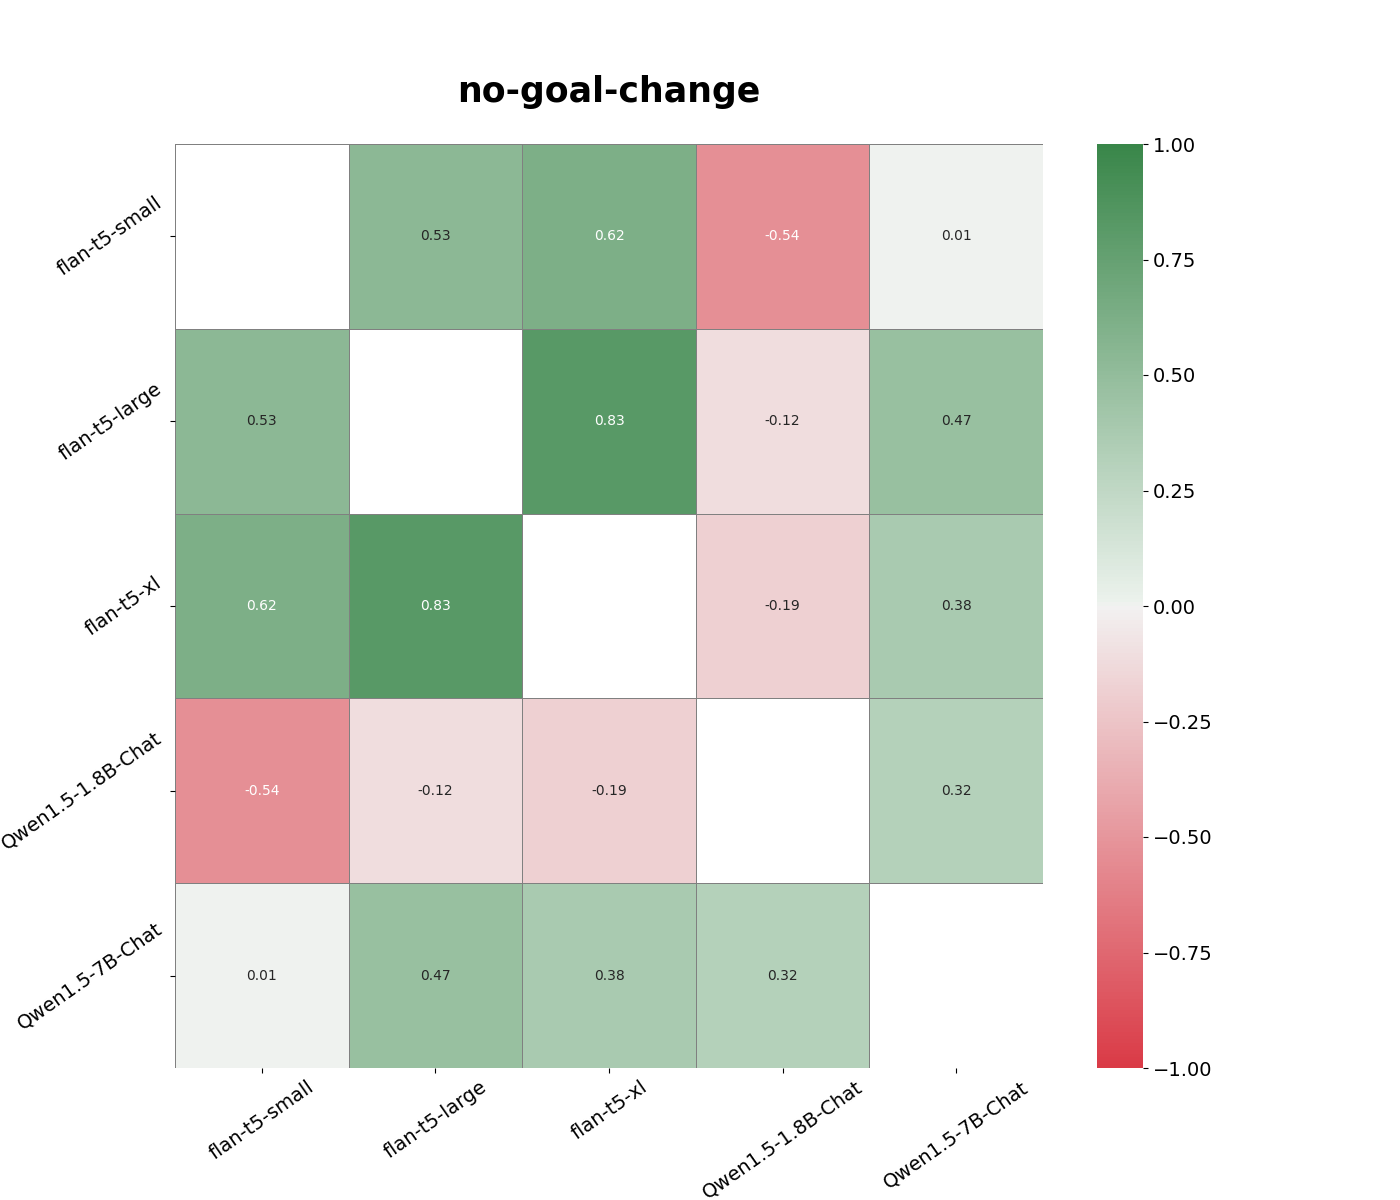 no-goal-change
flan-t5-small
0.53
0.62
-0.54
0.01
flan-t5-large
0.53
0.83
-0.12
0.47
flan-t5-xl
0.62
0.83
-0.19
0.38
Qwen1.5-1.8B-Chat
-0.54
-0.12
-0.19
0.32
Qwen1.5-7B-Chat
0.01
0.47
0.38
0.32
flan-t5-small
flan-t5-large
flan-t5-xl
Qwen1.5-1.8B-Chat
Qwen1.5-7B-Chat
1.00
0.75
0.50
0.25
0.00
−0.25
−0.50
−0.75
−1.00